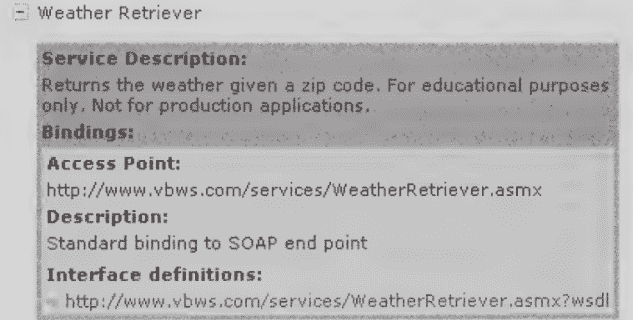 Weather Retriever
Service Description:
Returns the weather given a zip code. For educational purposes
only. Not for production applications.
Bindings:
Access Point:
http://www.vbws.com/services/WeatherRetriever.asmx
Description:
Standard binding to SOAP end point
Interface definitions:
http://www.vbws.com/services/WeatherRetriever.asmx?wsdl